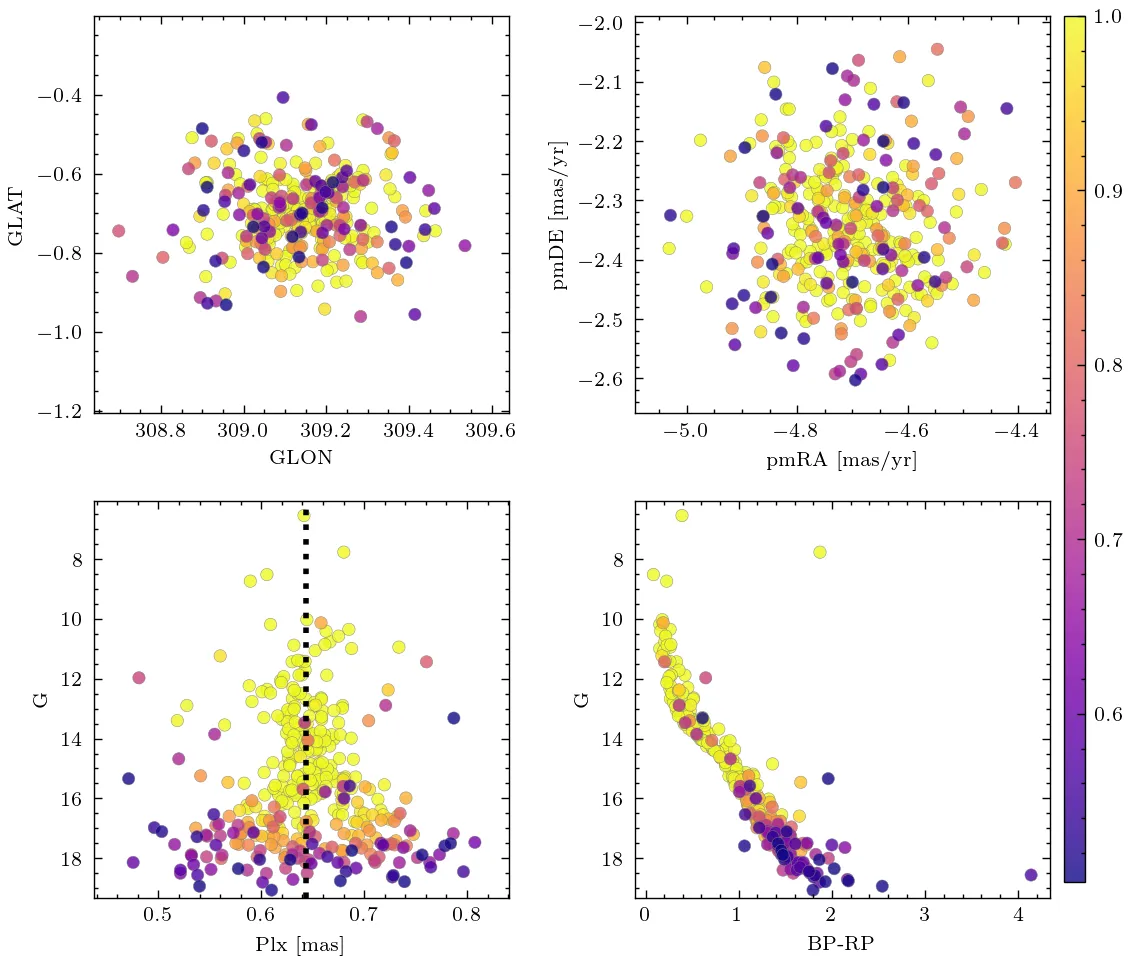 −0.4
−0.6
−0.8
−1.0
−1.2
GLAT
308.8 309.0 309.2 309.4 309.6
GLON
−2.0
−2.1
−2.2
−2.3
−2.4
−2.5
−2.6
pmDE [mas/yr]
−5.0 −4.8 −4.6 −4.4
pmRA [mas/yr]
1.0
0.9
0.8
0.7
0.6
8
10
12
14
16
18
G
0.5 0.6 0.7 0.8
Plx [mas]
8
10
12
14
16
18
G
0 1 2 3 4
BP-RP